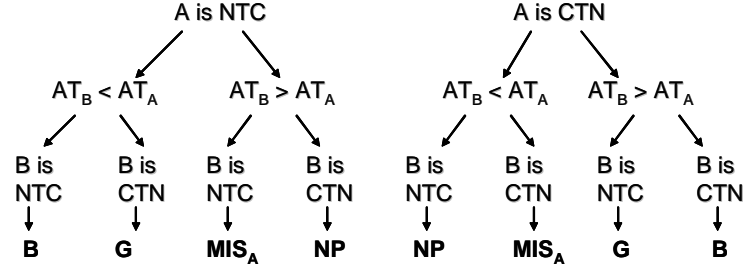 A is NTC
A is CTN
AT_B < AT_A
AT_B > AT_A
AT_B < AT_A
AT_B > AT_A
B is NTC
B is CTN
B is NTC
B is CTN
B is NTC
B is CTN
B is NTC
B is CTN
B
G
MIS_A
NP
NP
MIS_A
G
B